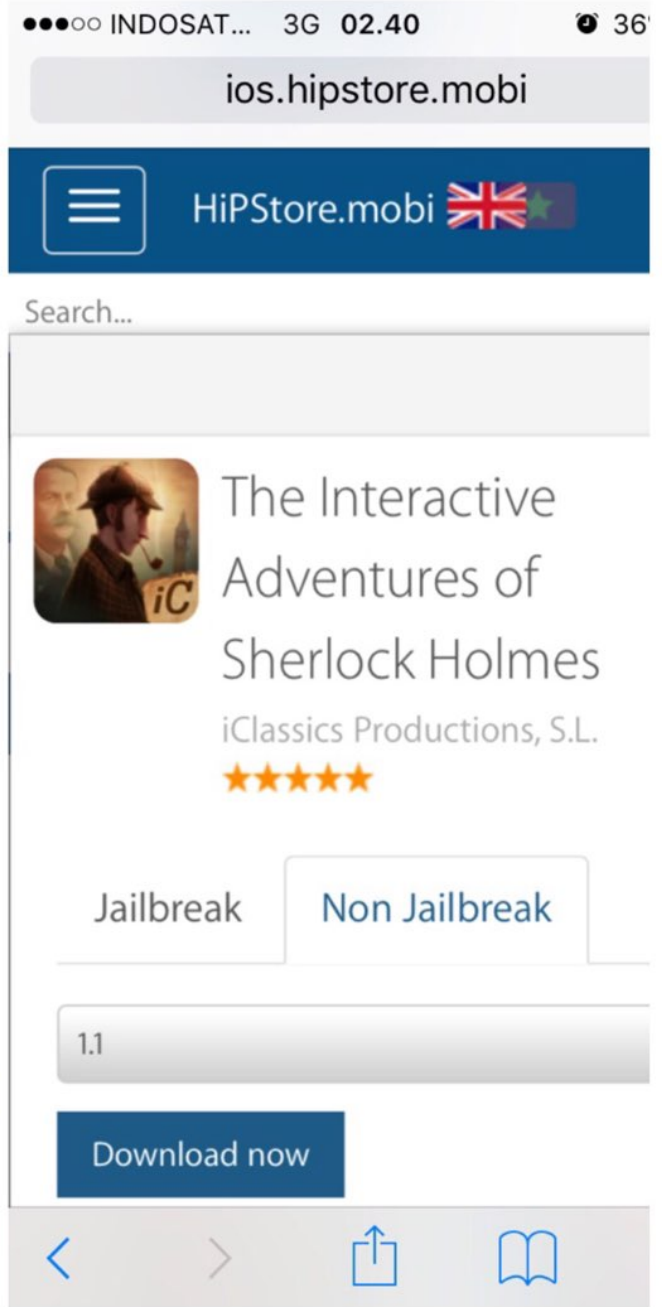 INDOSAT... 3G 02.40 36
ios.hipstore.mobi
HiPStore.mobi
Search...
iC
The Interactive
Adventures of
Sherlock Holmes
iClassics Productions, S.L.
Jailbreak Non Jailbreak
1.1
Download now